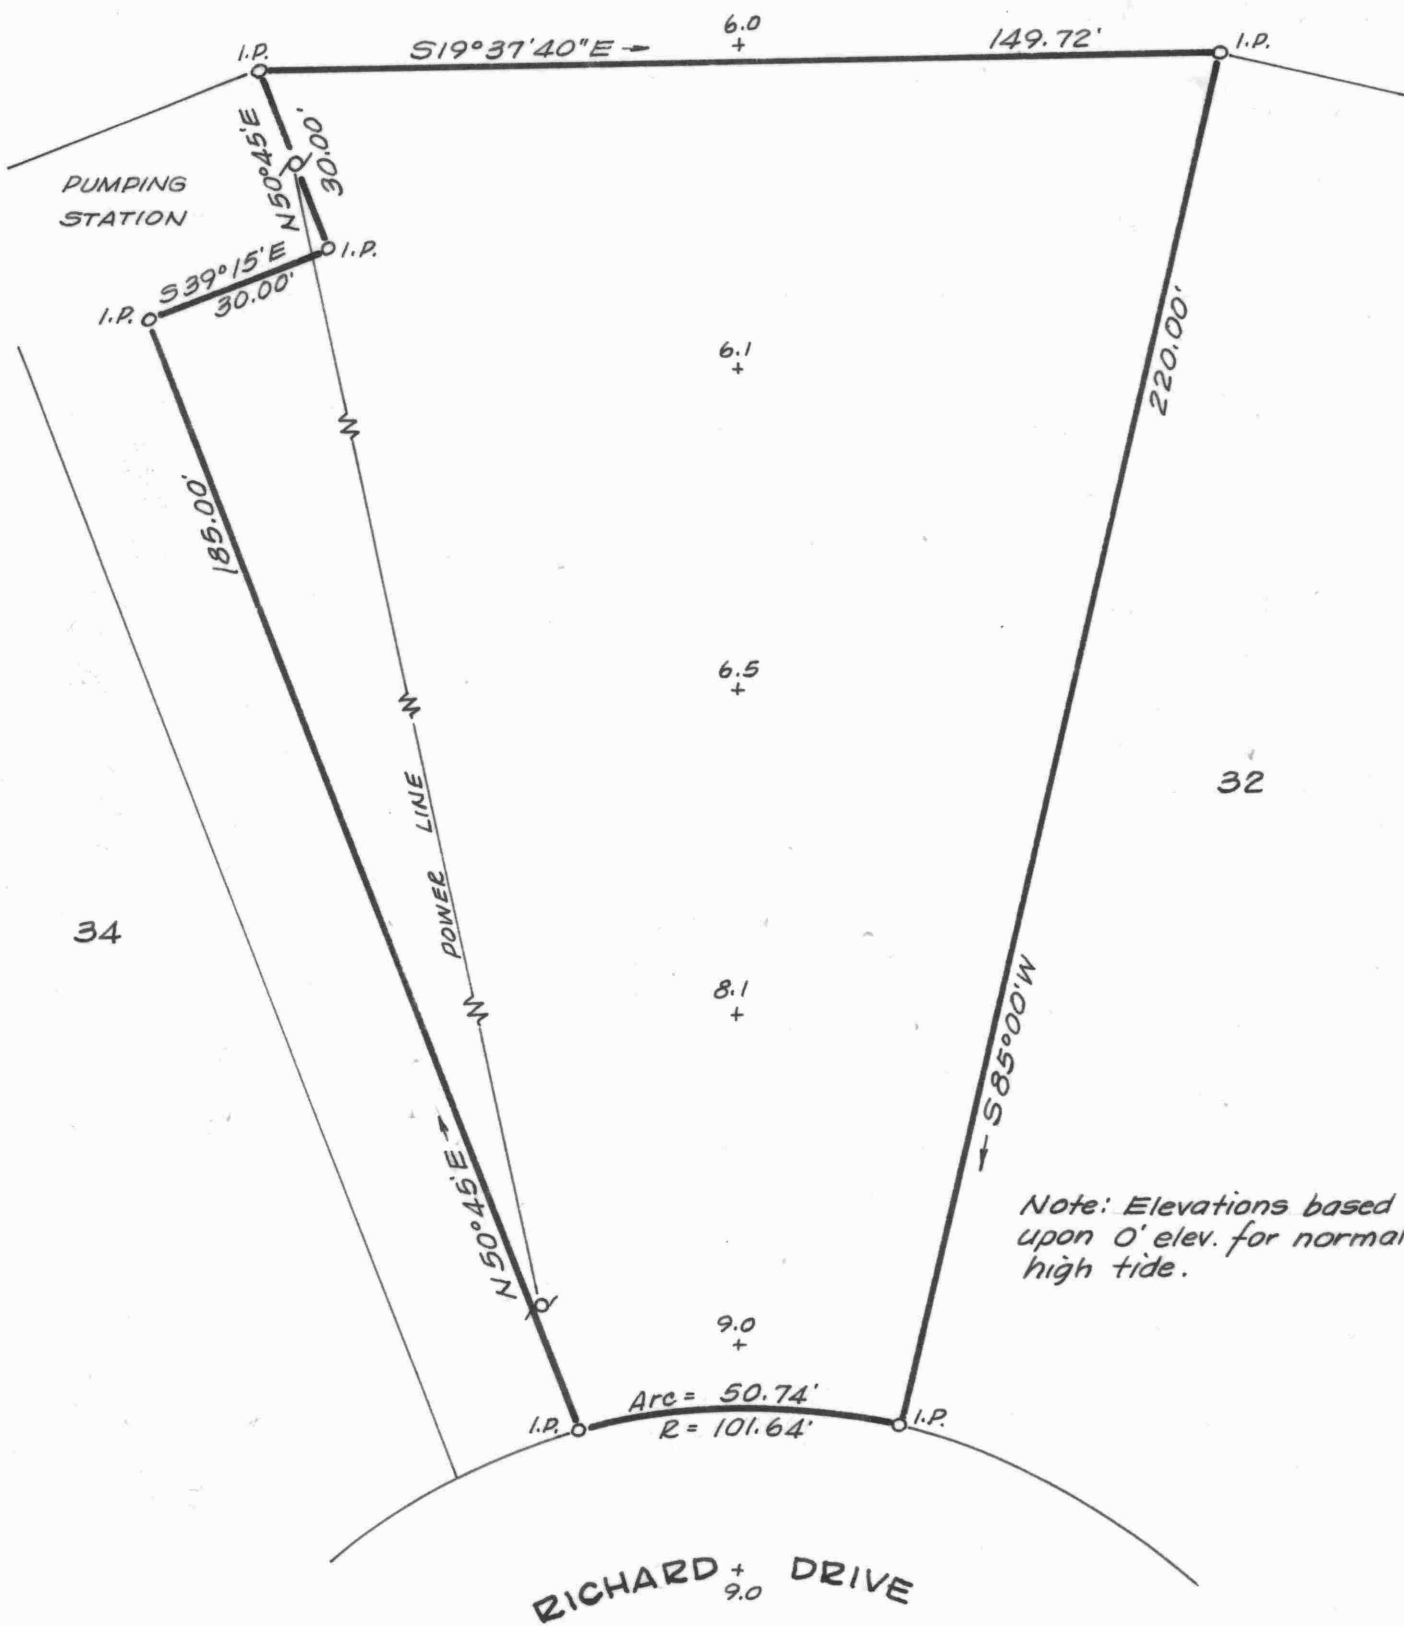 6.0
I.P.
S19°37'40"E
149.72'
I.P.
N50°45'E
30.00'
PUMPING
STATION
I.P.
S39°15'E
30.00'
I.P.
220.00'
6.1
185.00'
6.5
POWER LINE
32
34
8.1
S85°00'W
N50°45'E
Note: Elevations based
upon 0' elev. for normal
high tide.
9.0
Arc = 50.74'
R = 101.64'
I.P.
I.P.
RICHARD DRIVE
9.0